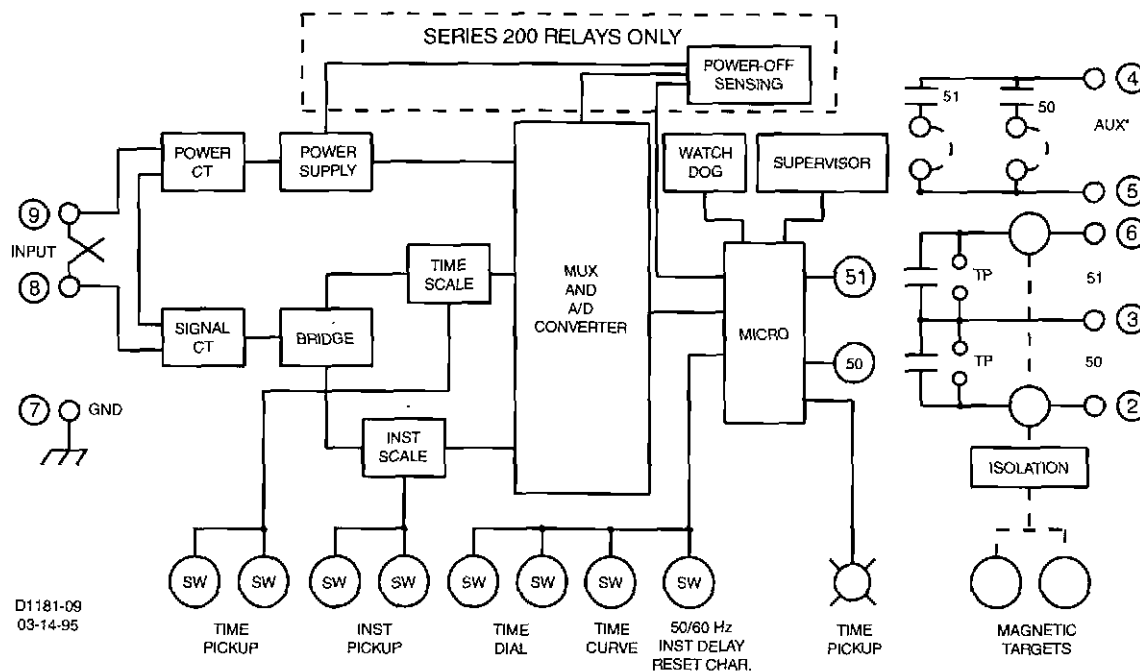 SERIES 200 RELAYS ONLY
POWER-OFF
SENSING
4
51
50
AUX*
POWER
CT
POWER
SUPPLY
WATCH
DOG
SUPERVISOR
5
9
6
INPUT
TIME
SCALE
MUX
AND
A/D
CONVERTER
51
TP
51
8
SIGNAL
CT
BRIDGE
MICRO
3
50
TP
50
7
GND
2
INST
SCALE
ISOLATION
SW
SW
SW
SW
SW
SW
SW
SW
D1181-09
03-14-95
TIME
PICKUP
INST
PICKUP
TIME
DIAL
TIME
CURVE
50/60 Hz
INST DELAY
RESET CHAR.
TIME
PICKUP
MAGNETIC
TARGETS